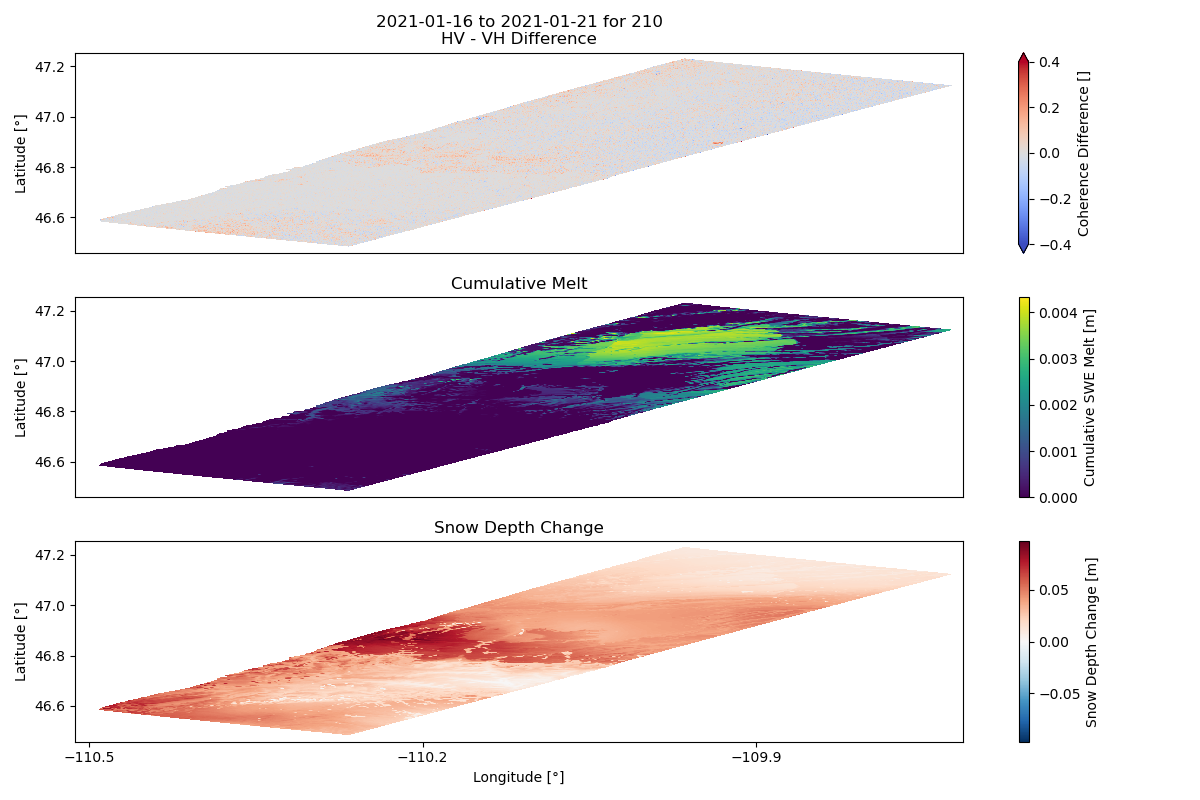 2021-01-16 to 2021-01-21 for 210
HV - VH Difference
47.2
47.0
46.8
46.6
Latitude [°]
0.4
0.2
0.0
−0.2
−0.4
Coherence Difference []
Cumulative Melt
47.2
47.0
46.8
46.6
Latitude [°]
0.004
0.003
0.002
0.001
0.000
Cumulative SWE Melt [m]
Snow Depth Change
47.2
47.0
46.8
46.6
Latitude [°]
0.05
0.00
−0.05
Snow Depth Change [m]
−110.5 −110.2 −109.9
Longitude [°]